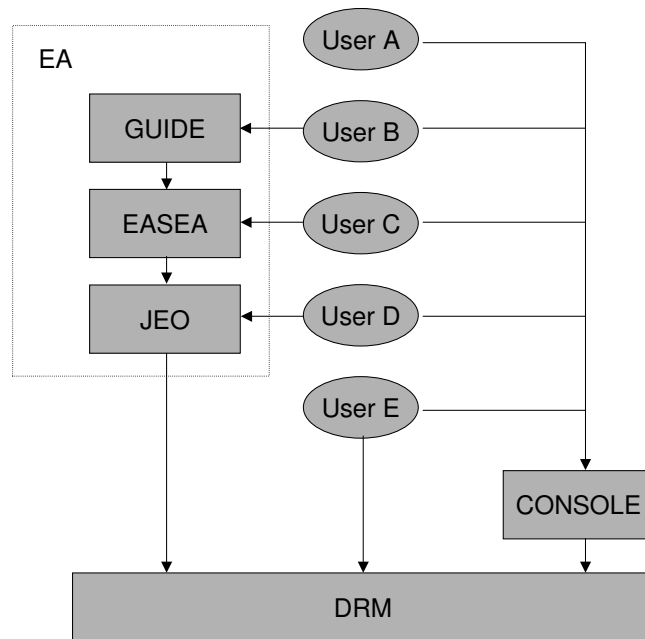 User A
EA
GUIDE
User B
EASEA
User C
JEO
User D
User E
CONSOLE
DRM